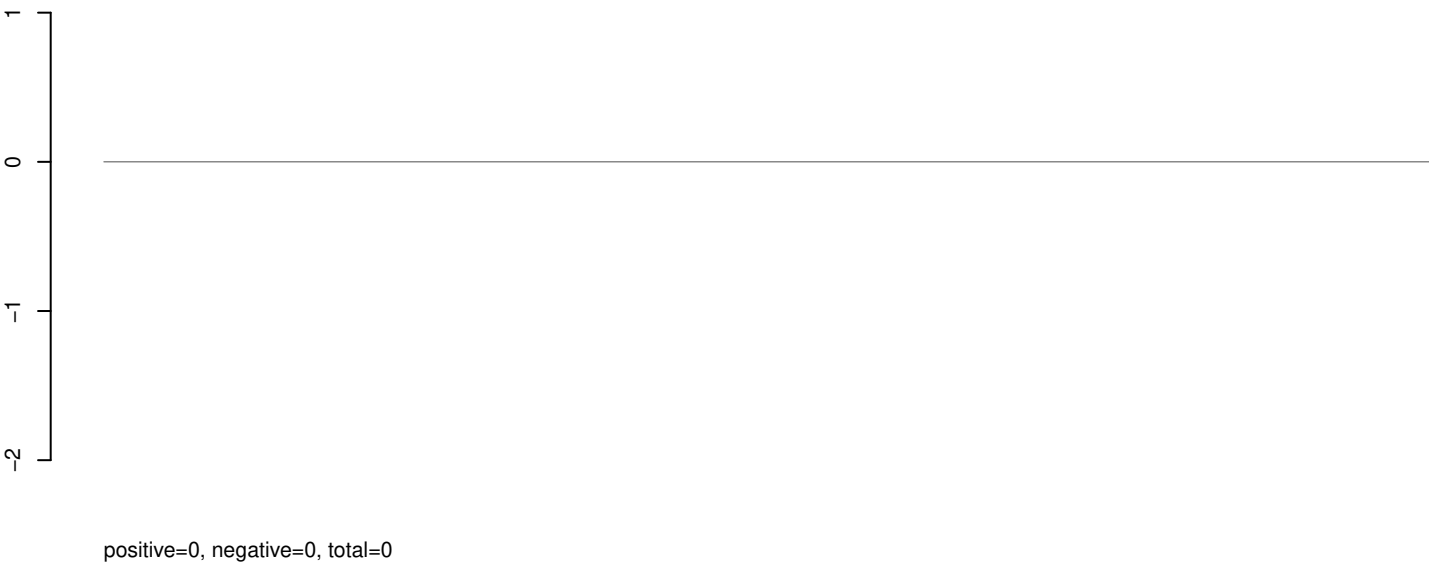 1
0
−1
−2
positive=0, negative=0, total=0